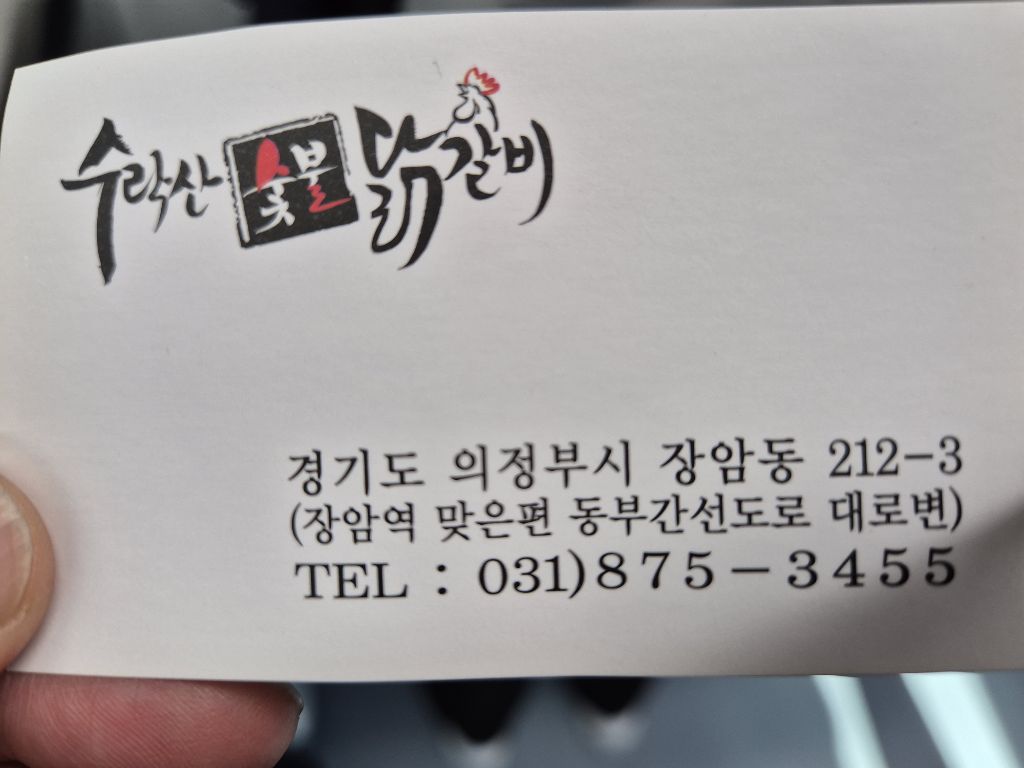 수락산 숯불 닭갈비
경기도 의정부시 장암동 212-3
(장암역 맞은편 동부간선도로 대로변)
TEL : 031)875-3455